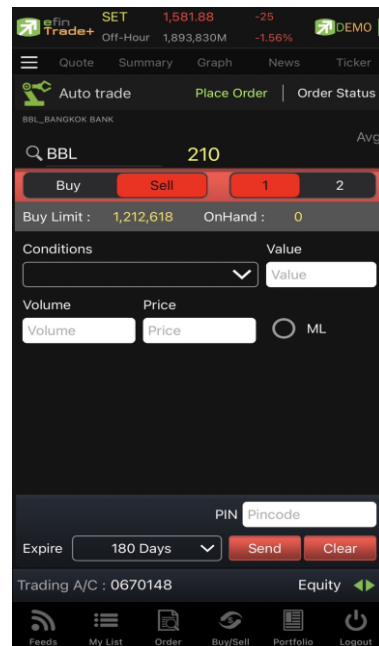 efin Trade+ SET 1,581.88 -25 DEMO
Off-Hour 1,893,830M -1.56%
Quote Summary Graph News Ticker
Auto trade Place Order | Order Status
BBL_BANGKOK BANK
Avg
BBL 210
Buy Sell 1 2
Buy Limit : 1,212,618 OnHand : 0
Conditions Value
Value
Volume Price
Volume Price ML
PIN Pincode
Expire 180 Days Send Clear
Trading A/C : 0670148 Equity
Feeds My List Order Buy/Sell Portfolio Logout